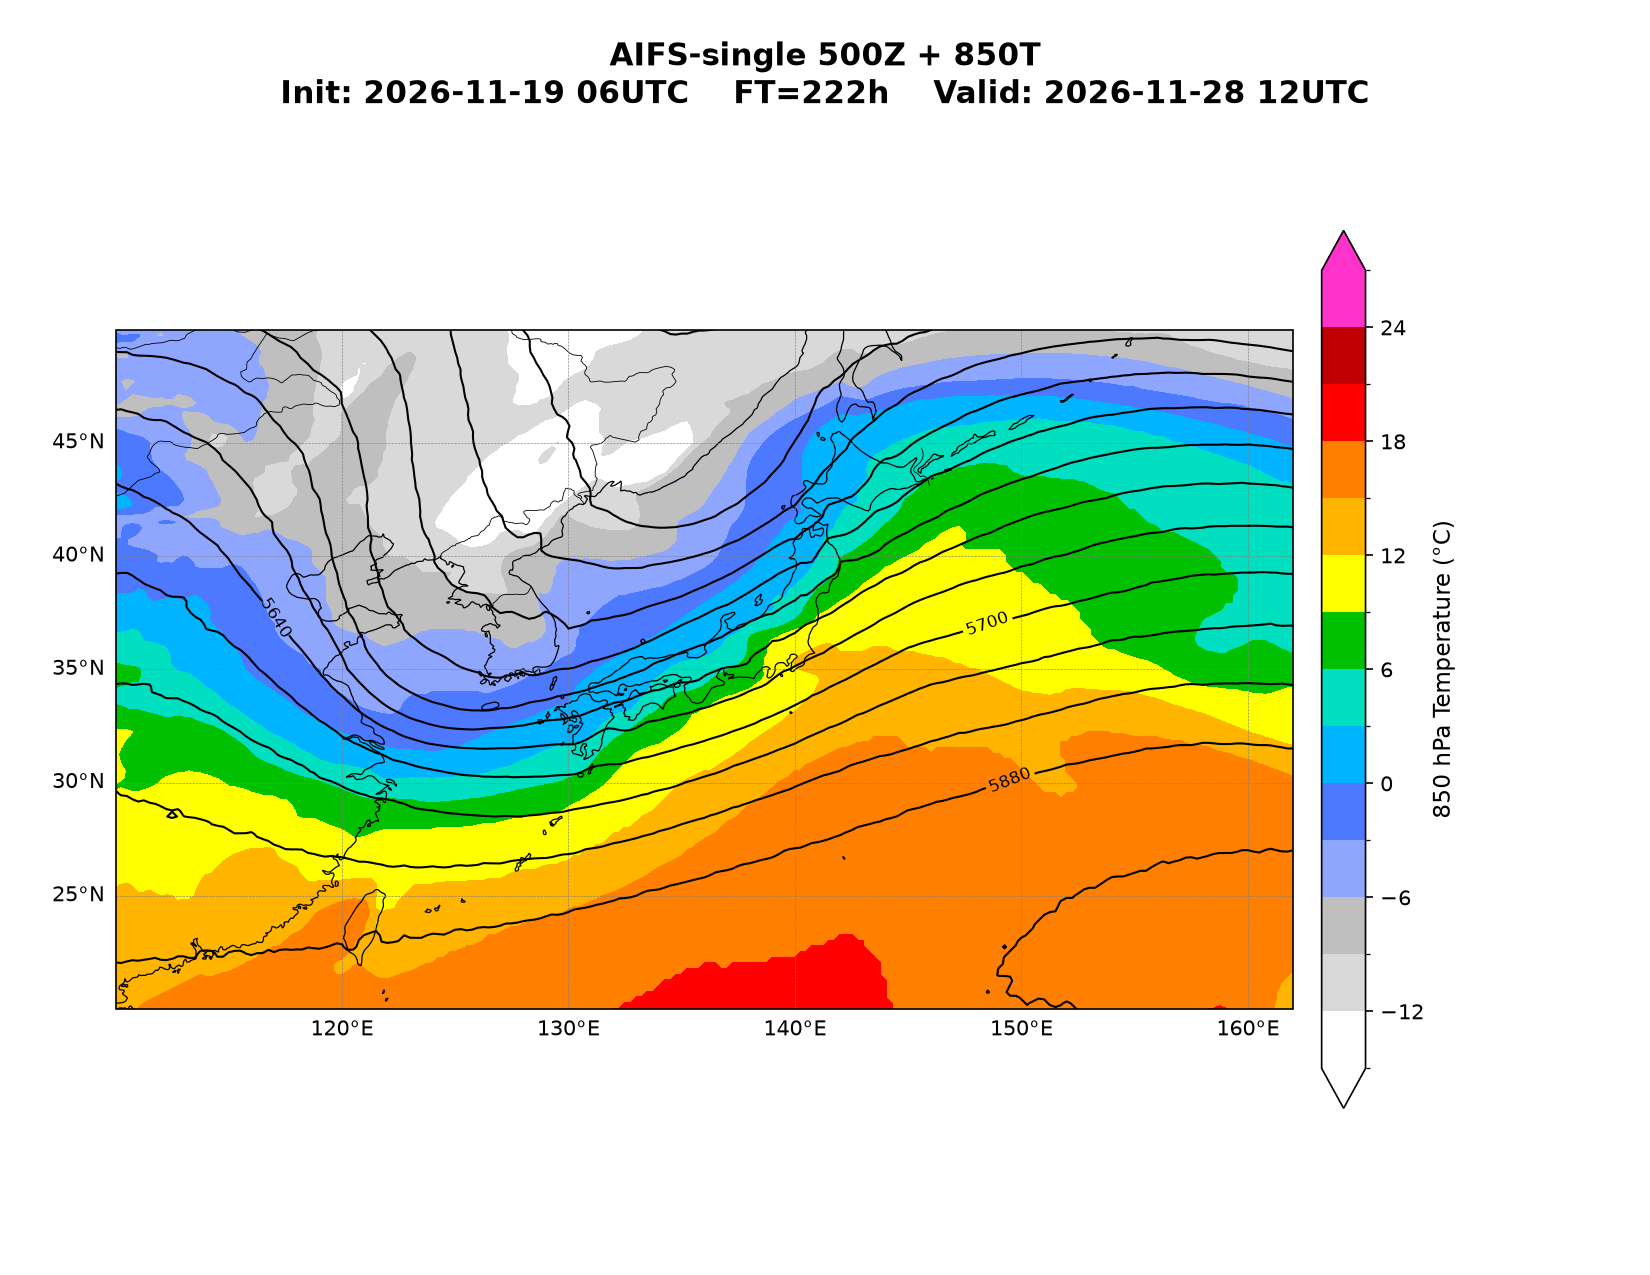 AIFS-single 500Z + 850T
Init: 2026-11-19 06UTC    FT=222h    Valid: 2026-11-28 12UTC
45°N
40°N
35°N
30°N
25°N
120°E
130°E
140°E
150°E
160°E
5640
5700
5880
24
18
12
6
0
−6
−12
850 hPa Temperature (°C)